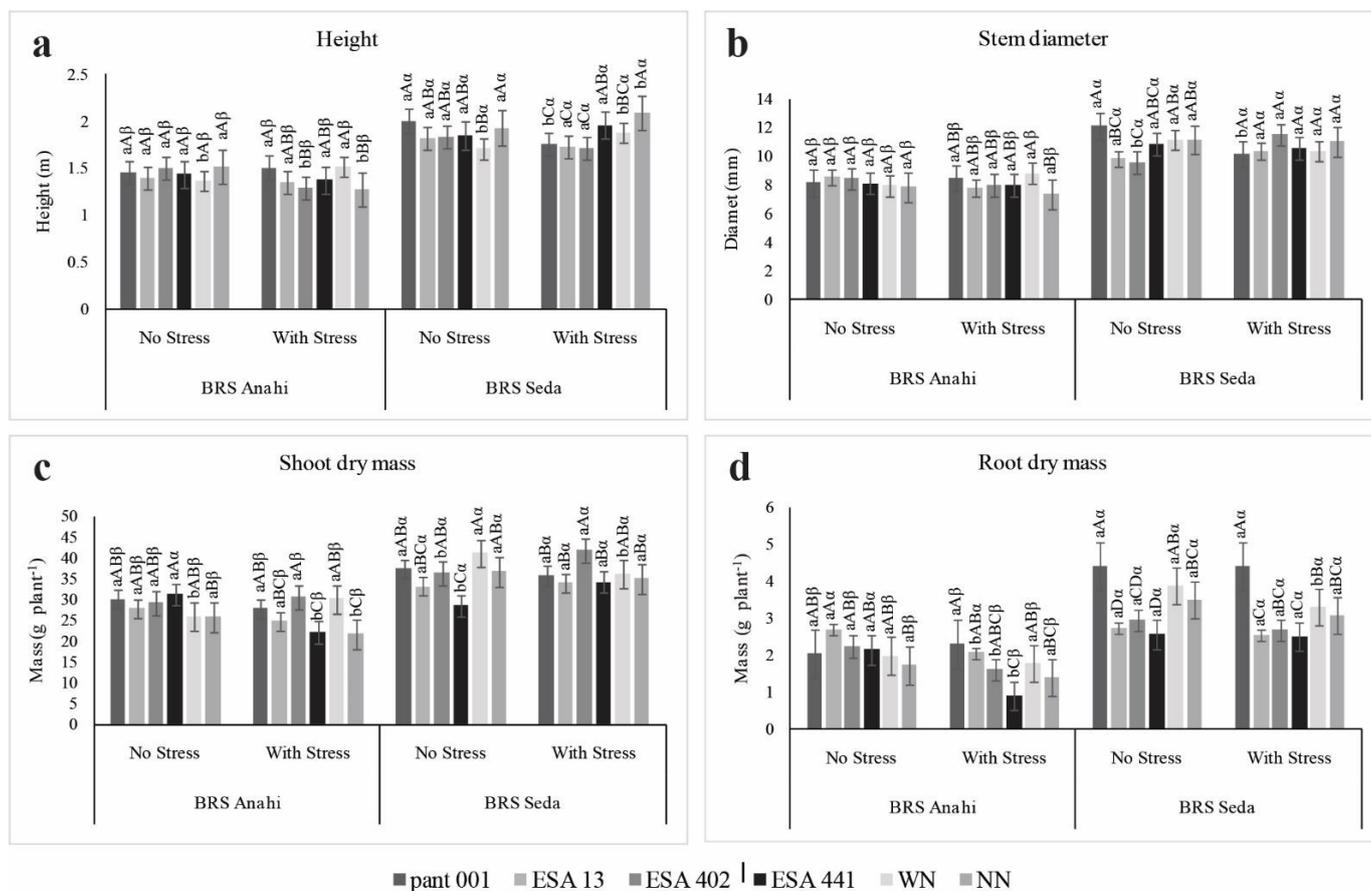 a
Height
Height (m)
2.5
2
1.5
1
0.5
0
aAβ aAβ aAβ aAβ bAβ aAβ
aAβ aABβ bBβ aABβ aAβ bBβ
aAα aABα aABα aABα bBα aAα
bCα aCα aCα aABα bBCα bAα
No Stress With Stress No Stress With Stress
BRS Anahi BRS Seda
b
Stem diameter
Diamet (mm)
14
12
10
8
6
4
2
0
aAβ aAβ aAβ aAβ aAβ aAβ
aABβ aABβ aABβ aABβ aAβ aBβ
aAα aBCα bCα aABCα aABα aABα
bAα aAα aAα aAα aAα aAα
No Stress With Stress No Stress With Stress
BRS Anahi BRS Seda
c
Shoot dry mass
Mass (g plant⁻¹)
50
45
40
35
30
25
20
15
10
5
0
aABβ aABβ aABβ aAα bABβ aBβ
aABβ aBCβ aAβ bCβ aABβ bCβ
aABα aBCα bABα bCα aAα aABα
aBα aBα aAα aBα bABα aBα
No Stress With Stress No Stress With Stress
BRS Anahi BRS Seda
d
Root dry mass
Mass (g plant⁻¹)
6
5
4
3
2
1
0
aABβ aAα aABβ aABα aABβ aBβ
aAβ bABα bABCβ bCβ aABβ aBCβ
aAα aDα aCDα aDα aABα aBCα
aAα aCα aBCα aCα bBα aBCα
No Stress With Stress No Stress With Stress
BRS Anahi BRS Seda
pant 001 ESA 13 ESA 402 ESA 441 WN NN